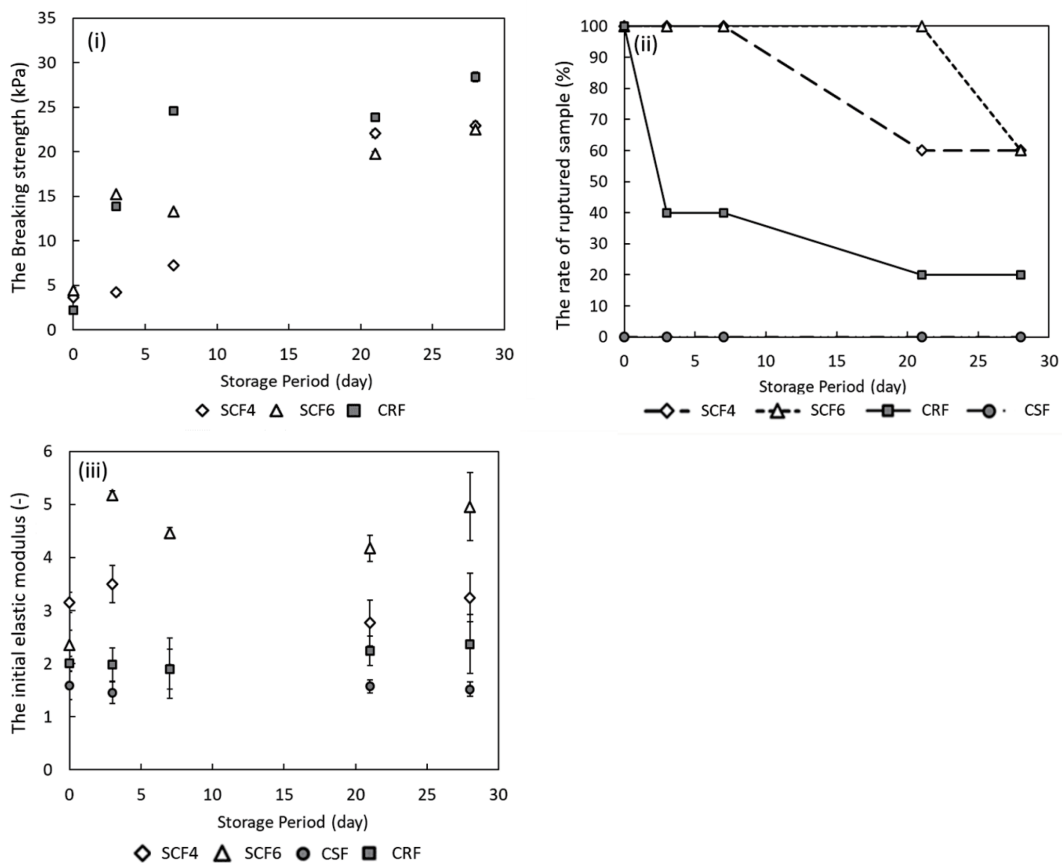 (i)
The Breaking strength (kPa)
35
30
25
20
15
10
5
0
0 5 10 15 20 25 30
Storage Period (day)
SCF4 SCF6 CRF
(ii)
The rate of ruptured sample (%)
100
90
80
70
60
50
40
30
20
10
0
0 5 10 15 20 25 30
Storage Period (day)
SCF4 SCF6 CRF CSF
(iii)
The initial elastic modulus (-)
6
5
4
3
2
1
0
0 5 10 15 20 25 30
Storage Period (day)
SCF4 SCF6 CSF CRF